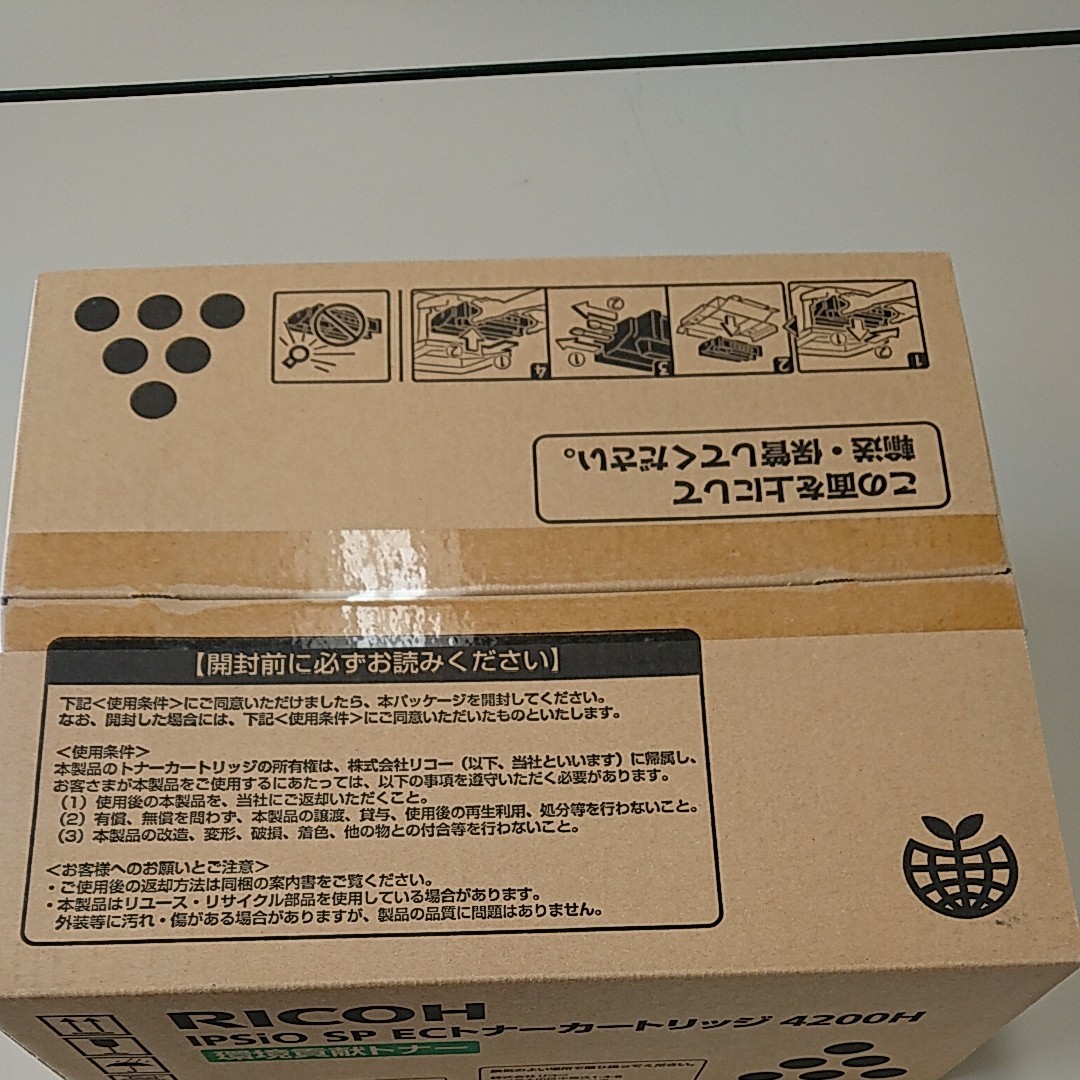 4
3
2
1
この面を上にして
輸送・保管してください。
【開封前に必ずお読みください】
下記<使用条件>にご同意いただけましたら、本パッケージを開封してください。
なお、開封した場合には、下記<使用条件>にご同意いただいたものといたします。
<使用条件>
本製品のトナーカートリッジの所有権は、株式会社リコー（以下、当社といいます）に帰属し、
お客さまが本製品をご使用するにあたっては、以下の事項を遵守いただく必要があります。
（1）使用後の本製品を、当社にご返却いただくこと。
（2）有償、無償を問わず、本製品の譲渡、貸与、使用後の再生利用、処分等を行わないこと。
（3）本製品の改造、変形、破損、着色、他の物との付合等を行わないこと。
<お客様へのお願いとご注意>
・ご使用後の返却方法は同梱の案内書をご覧ください。
・本製品はリユース・リサイクル部品を使用している場合があります。
外装等に汚れ・傷がある場合がありますが、製品の品質に問題はありません。
RICOH
IPSiO SP ECトナーカートリッジ 4200H
環境貢献トナー